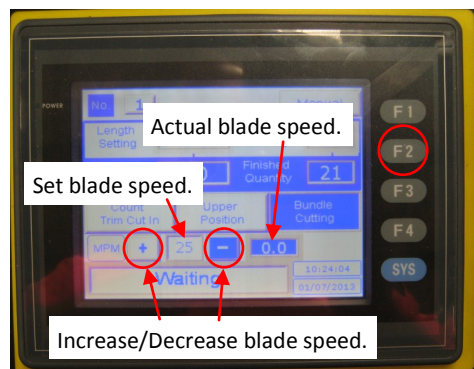 POWER
No. 1
Manual
F1
Length
Setting
Actual blade speed.
F2
0
Finished
Quantity
21
Set blade speed.
F3
Count
Trim Cut In
Upper
Position
Bundle
Cutting
F4
MPM + 25 - 0.0
Waiting
10:24:04
SYS
01/07/2013
Increase/Decrease blade speed.